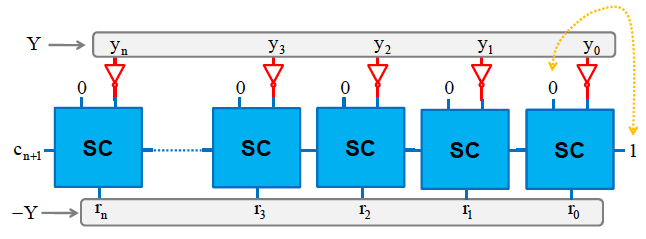 Y yₙ y₃ y₂ y₁ y₀
0 0 0 0 0
cₙ₊₁ SC SC SC SC SC 1
−Y rₙ r₃ r₂ r₁ r₀